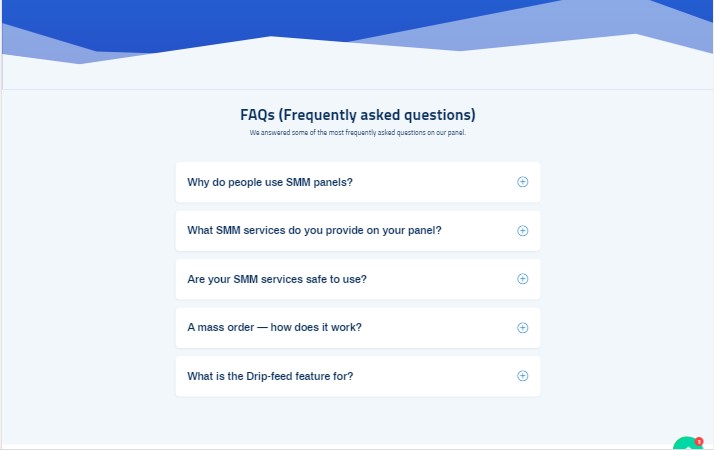 FAQs (Frequently asked questions)
We answered some of the most frequently asked questions on our panel.
Why do people use SMM panels?
What SMM services do you provide on your panel?
Are your SMM services safe to use?
A mass order — how does it work?
What is the Drip-feed feature for?